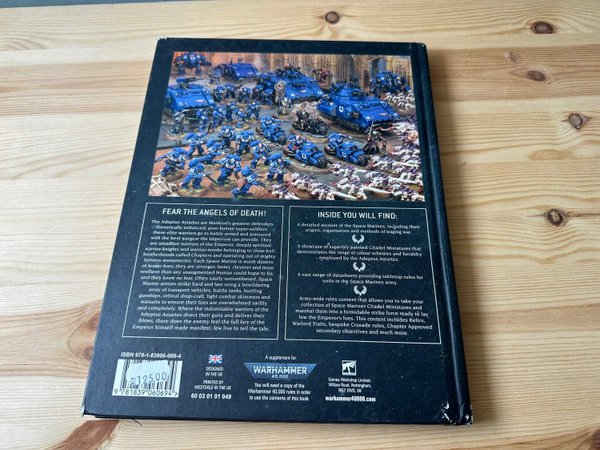 FEAR THE ANGELS OF DEATH!
The Adeptus Astartes are Mankind's greatest defenders.
Genetically enhanced, post-human super-soldiers,
these elite warriors go to battle armed and armoured
with the best wargear the Imperium can provide. They
are steadfast warriors of the Emperor, deeply spiritual
warrior-knights and warrior-monks belonging to close-knit
brotherhoods called Chapters and operating out of mighty
fortress monasteries. Each Space Marine is worth dozens
of lesser foes; they are stronger, faster, cleverer and more
resilient than any unaugmented Human could hope to be,
and they know no fear. Often vastly outnumbered, Space
Marine armies strike hard and fast using a bewildering
array of transport vehicles, battle tanks, hurtling
gunships, orbital drop-craft, light combat skimmers and
warsuits to ensure their foes are overwhelmed swiftly
and completely. Where the indomitable warriors of the
Adeptus Astartes direct their guns and deliver their
blows, there does the enemy feel the full fury of the
Emperor himself made manifest; few live to tell the tale.
INSIDE YOU WILL FIND:
A detailed account of the Space Marines, including their
origins, organisation and methods of waging war.
A showcase of superbly painted Citadel Miniatures that
demonstrates the range of colour schemes and heraldry
employed by the Adeptus Astartes.
A vast range of datasheets providing tabletop rules for
units in the Space Marines army.
Army-wide rules content that allows you to take your
collection of Space Marines Citadel Miniatures and
marshal them into a formidable strike force ready to lay
low the Emperor's foes. This content includes Relics,
Warlord Traits, bespoke Crusade rules, Chapter Approved
secondary objectives and much more.
ISBN 978-1-83906-069-4
9 781839 060694
DESIGNED IN
THE UK
PRINTED BY
WESTDALE IN THE UK
60 03 01 01 049
A SUPPLEMENT FOR
WARHAMMER
40,000
You will need a copy of the
Warhammer 40,000 rules in order
to use the contents of this book
Games Workshop Limited,
Willow Road, Nottingham,
NG7 2WS, UK
warhammer40000.com